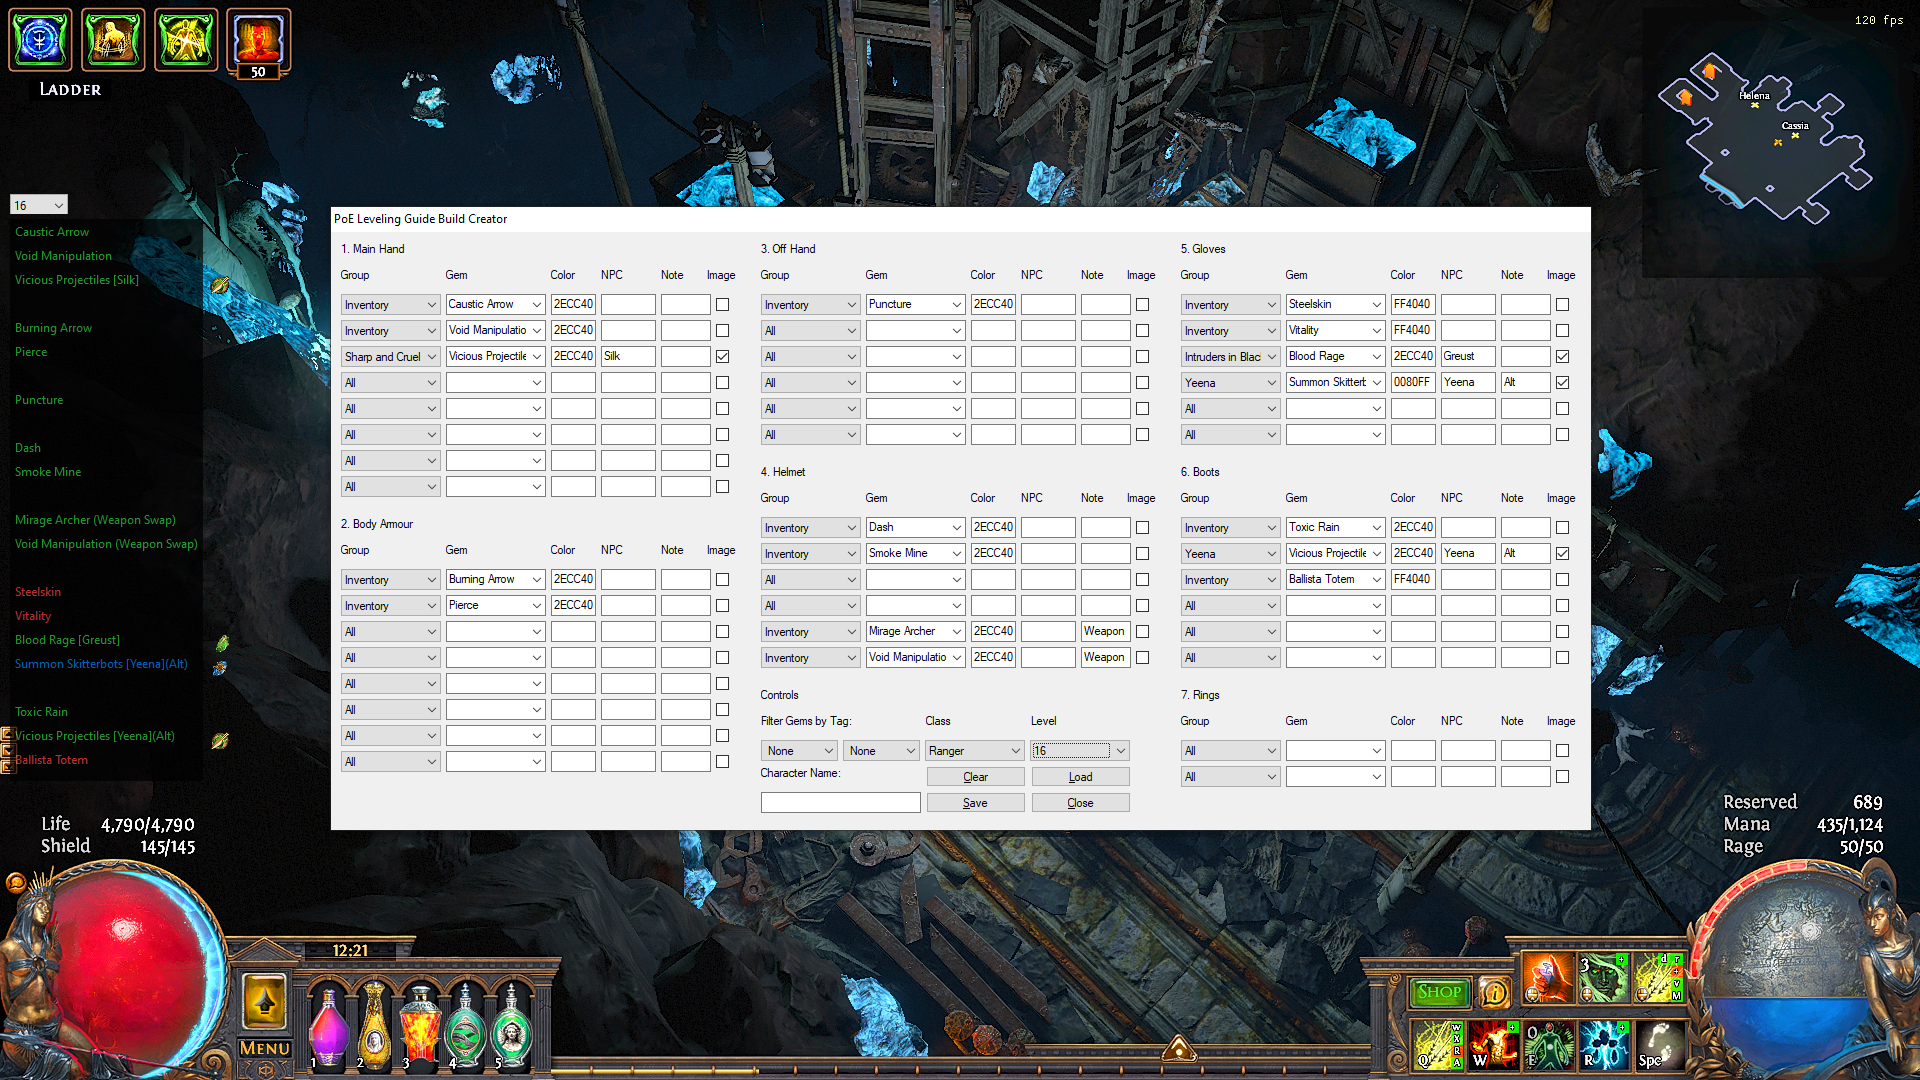 120 fps
50
LADDER
Helena
Cassia
16
Caustic Arrow
Void Manipulation
Vicious Projectiles [Silk]
Burning Arrow
Pierce
Puncture
Dash
Smoke Mine
Mirage Archer (Weapon Swap)
Void Manipulation (Weapon Swap)
Steelskin
Vitality
Blood Rage [Greust]
Summon Skitterbots [Yeena](Alt)
Toxic Rain
Vicious Projectiles [Yeena](Alt)
Ballista Totem
PoE Leveling Guide Build Creator
1. Main Hand
Group Gem Color NPC Note Image
Inventory Caustic Arrow 2ECC40
Inventory Void Manipulatio 2ECC40
Sharp and Cruel Vicious Projectile 2ECC40 Silk
All
All
All
All
All
2. Body Amour
Group Gem Color NPC Note Image
Inventory Burning Arrow 2ECC40
Inventory Pierce 2ECC40
All
All
All
All
All
All
3. Off Hand
Group Gem Color NPC Note Image
Inventory Puncture 2ECC40
All
All
All
All
All
4. Helmet
Group Gem Color NPC Note Image
Inventory Dash 2ECC40
Inventory Smoke Mine 2ECC40
All
All
Inventory Mirage Archer 2ECC40 Weapon
Inventory Void Manipulatio 2ECC40 Weapon
Controls
Filter Gems by Tag: Class Level
None None Ranger 16
Character Name: Clear Load
Save Close
5. Gloves
Group Gem Color NPC Note Image
Inventory Steelskin FF4040
Inventory Vitality FF4040
Intruders in Blac Blood Rage 2ECC40 Greust
Yeena Summon Skitterb 0080FF Yeena Alt
All
All
6. Boots
Group Gem Color NPC Note Image
Inventory Toxic Rain 2ECC40
Yeena Vicious Projectile 2ECC40 Yeena Alt
Inventory Ballista Totem FF4040
All
All
All
7. Rings
Group Gem Color NPC Note Image
All
All
Life 4,790/4,790
Shield 145/145
Reserved 689
Mana 435/1,124
Rage 50/50
12:21
MENU
1 2 3 4 5
SHOP
3
Q W E R Spc